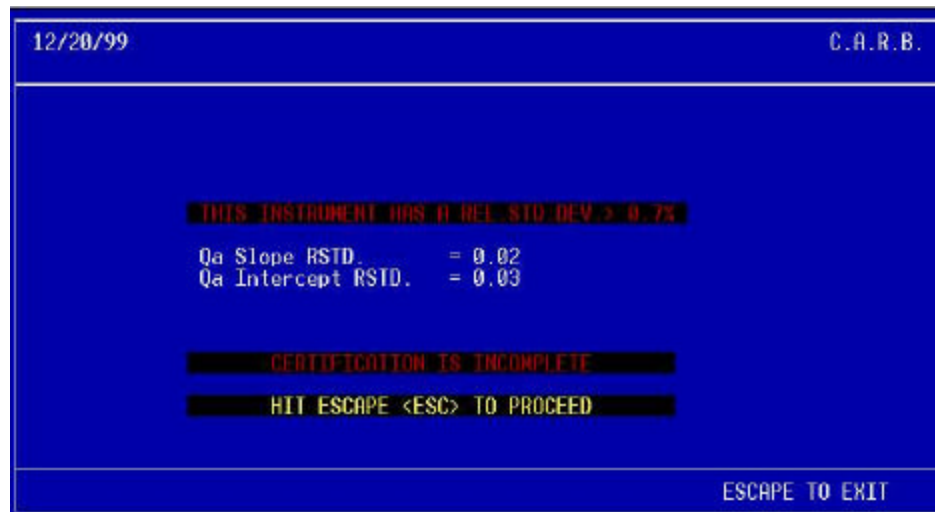 12/20/99 C.A.R.B.
THIS INSTRUMENT HAS A REL.STD.DEV.> 0.7%
Qa Slope RSTD. = 0.02
Qa Intercept RSTD. = 0.03
CERTIFICATION IS INCOMPLETE
HIT ESCAPE <ESC> TO PROCEED
ESCAPE TO EXIT